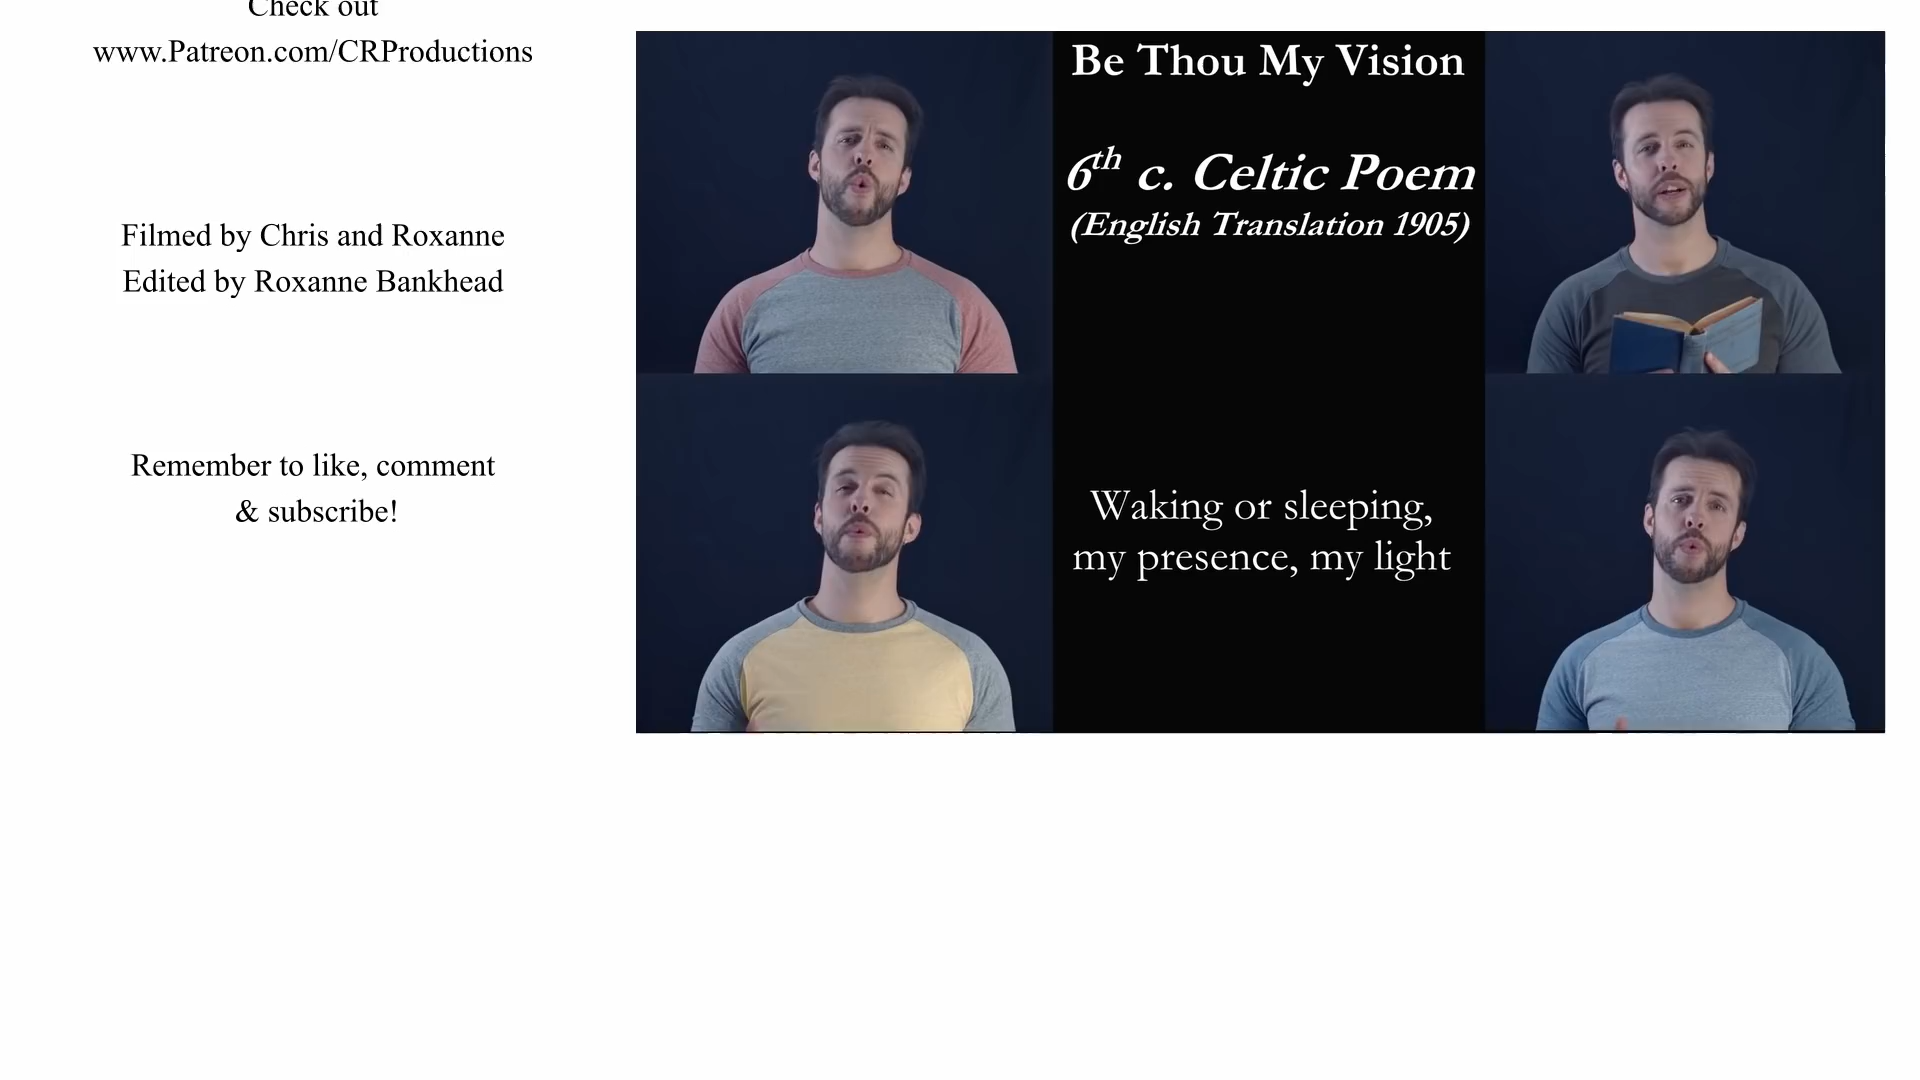 Check out
www.Patreon.com/CRProductions
Filmed by Chris and Roxanne
Edited by Roxanne Bankhead
Remember to like, comment
& subscribe!
Be Thou My Vision
6th c. Celtic Poem
(English Translation 1905)
Waking or sleeping,
my presence, my light